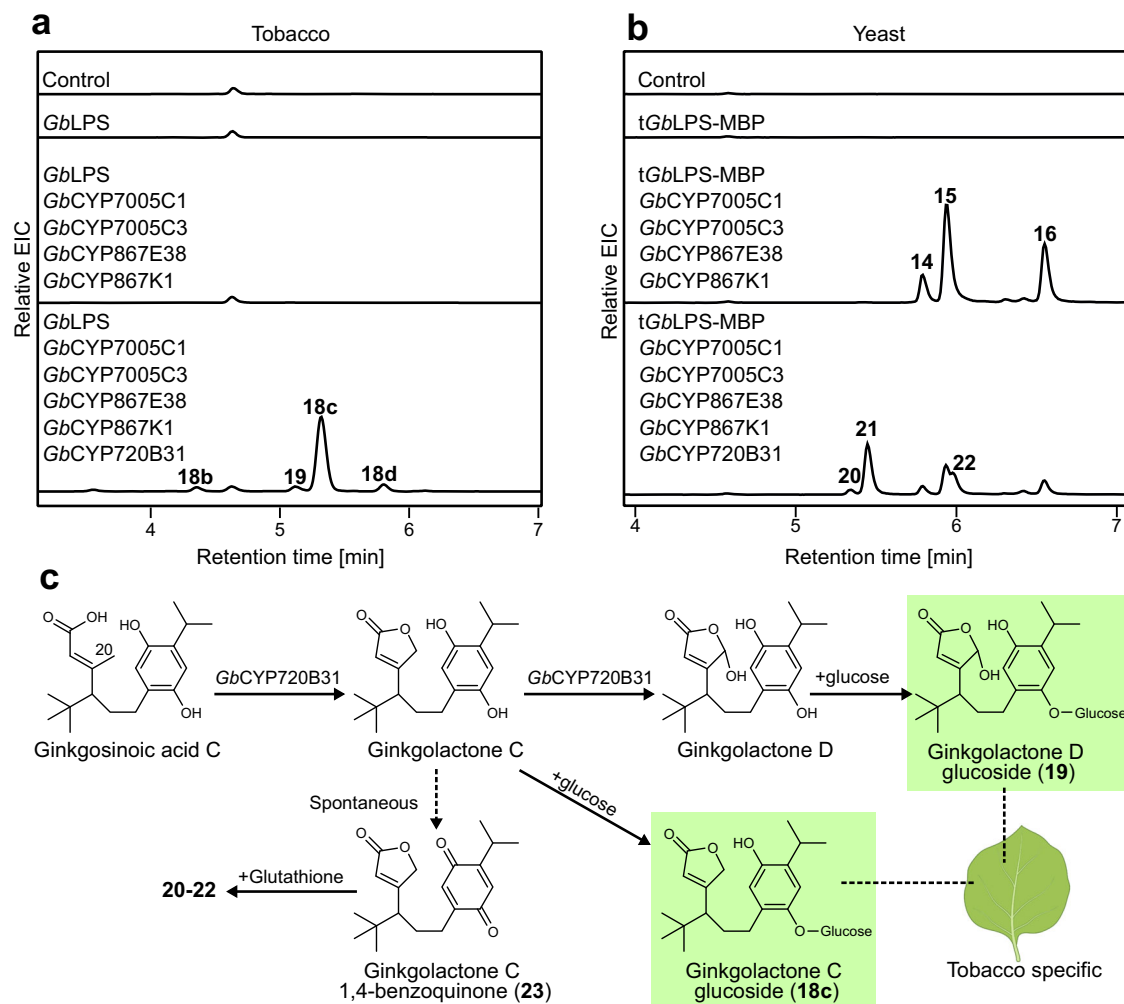 a
Tobacco
Control
GbLPS
GbLPS
GbCYP7005C1
GbCYP7005C3
GbCYP867E38
GbCYP867K1
GbLPS
GbCYP7005C1
GbCYP7005C3
GbCYP867E38
GbCYP867K1
GbCYP720B31
18b
19
18c
18d
Relative EIC
4 5 6 7
Retention time [min]
b
Yeast
Control
tGbLPS-MBP
tGbLPS-MBP
GbCYP7005C1
GbCYP7005C3
GbCYP867E38
GbCYP867K1
14
15
16
tGbLPS-MBP
GbCYP7005C1
GbCYP7005C3
GbCYP867E38
GbCYP867K1
GbCYP720B31
20
21
22
Relative EIC
4 5 6 7
Retention time [min]
c
O
OH
20
HO
OH
Ginkgosinoic acid C
GbCYP720B31
O
O
HO
OH
Ginkgolactone C
GbCYP720B31
O
O
OH
HO
OH
Ginkgolactone D
+glucose
O
O
OH
HO
O
Glucose
Ginkgolactone D
glucoside (19)
Spontaneous
+glucose
20-22
+Glutathione
O
O
O
O
Ginkgolactone C
1,4-benzoquinone (23)
O
O
HO
O
Glucose
Ginkgolactone C
glucoside (18c)
Tobacco specific